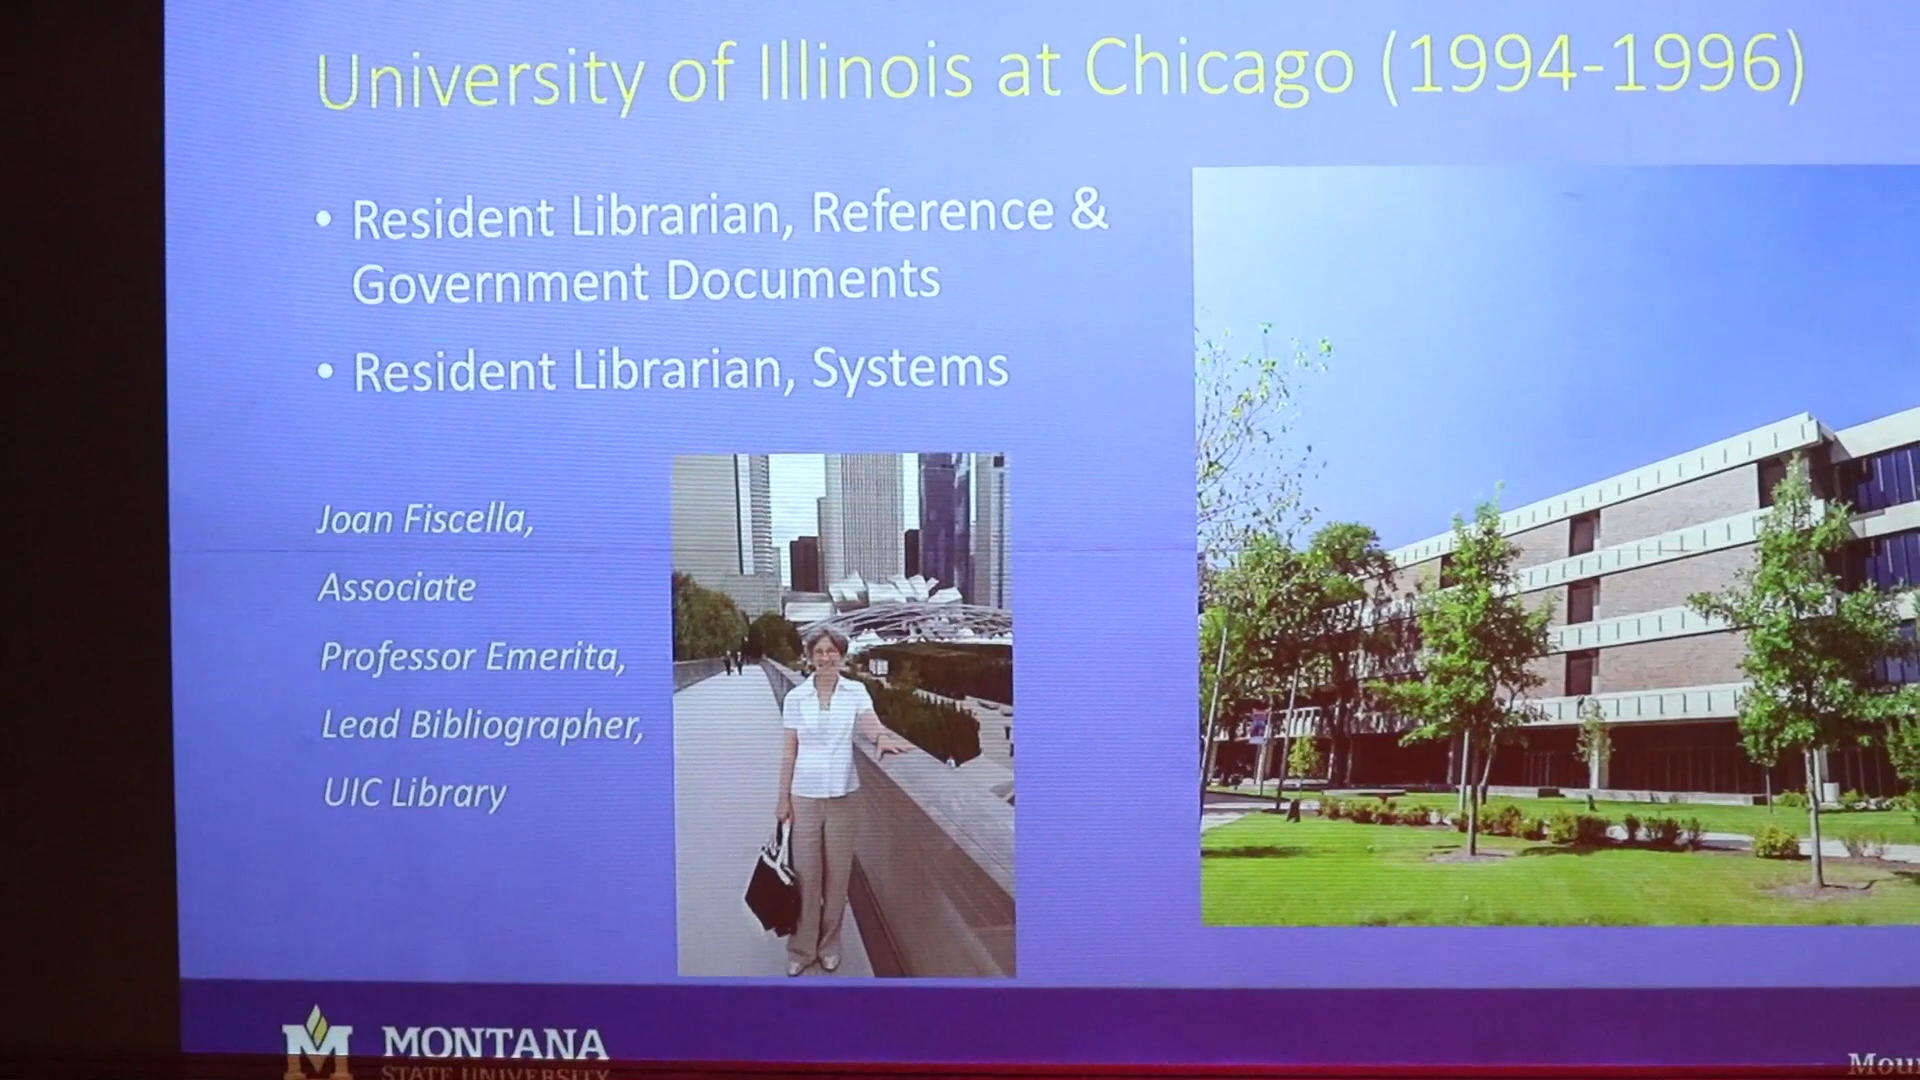 University of Illinois at Chicago (1994-1996)
• Resident Librarian, Reference &
Government Documents
• Resident Librarian, Systems
Joan Fiscella,
Associate
Professor Emerita,
Lead Bibliographer,
UIC Library
M MONTANA
STATE UNIVERSITY